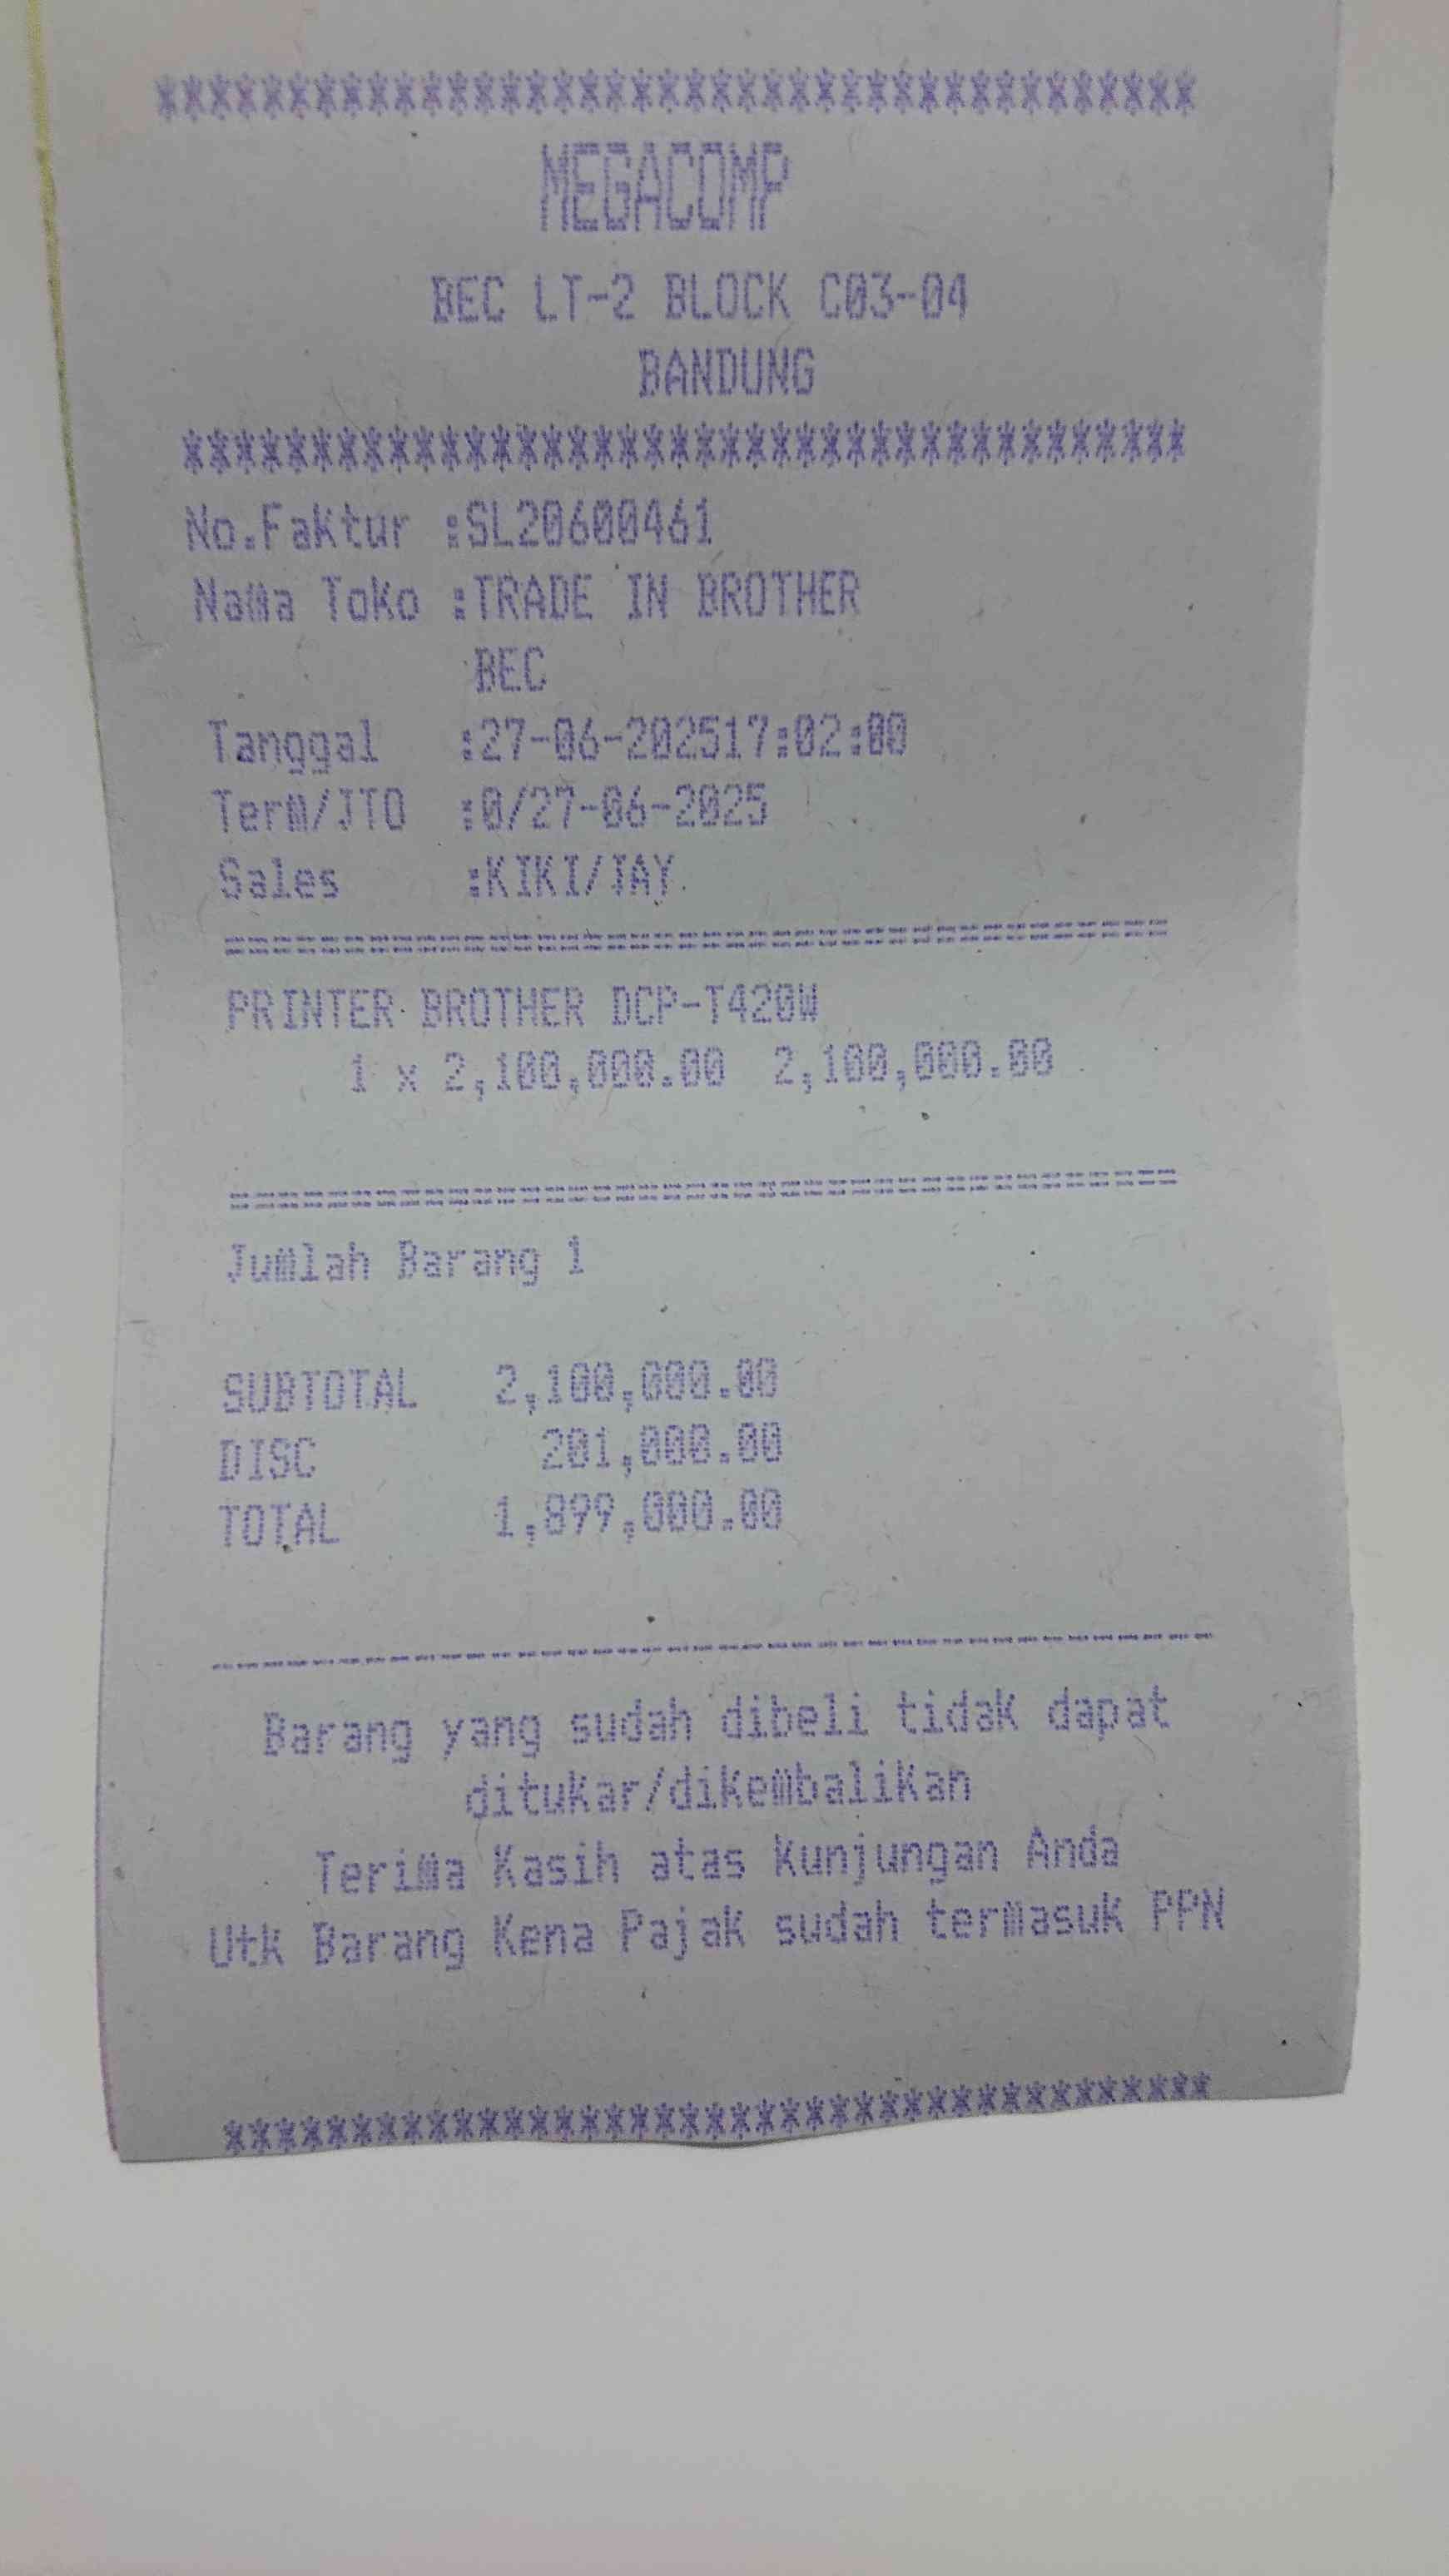 ****************************************
MEGACOMP
BEC LT-2 BLOCK C03-04
BANDUNG
****************************************
No.Faktur :SL20600461
Nama Toko :TRADE IN BROTHER
BEC
Tanggal :27-06-202517:02:00
Term/JTO :0/27-06-2025
Sales :KIKI/TAY
========================================
PRINTER BROTHER DCP-T420W
1 x 2,100,000.00 2,100,000.00
========================================
Jumlah Barang 1
SUBTOTAL 2,100,000.00
DISC 201,000.00
TOTAL 1,899,000.00
----------------------------------------
Barang yang sudah dibeli tidak dapat
ditukar/dikembalikan
Terima Kasih atas Kunjungan Anda
Utk Barang Kena Pajak sudah termasuk PPN
****************************************